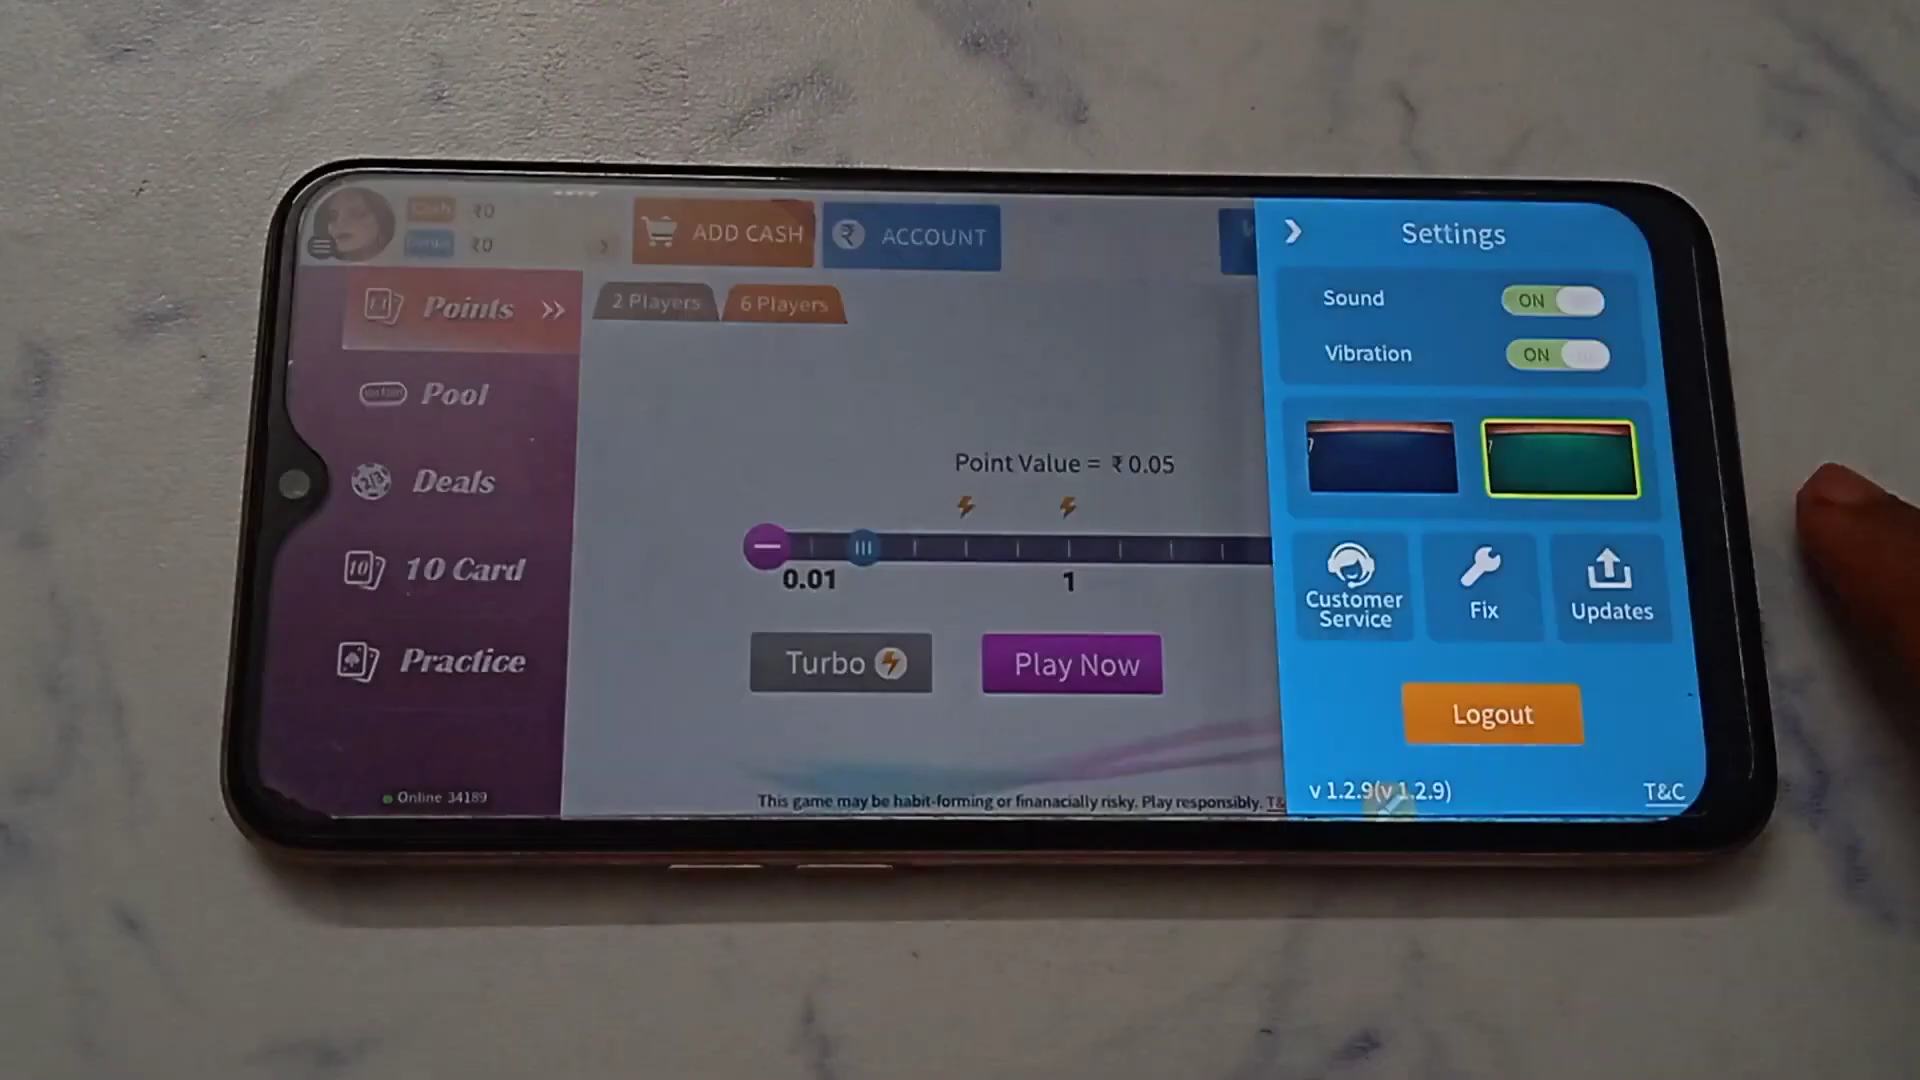 Cash ₹0
Bonus ₹0
ADD CASH
₹ ACCOUNT
Points
Pool
Deals
10 Card
Practice
Online 34189
2 Players
6 Players
Point Value = ₹ 0.05
0.01
1
Turbo
Play Now
This game may be habit-forming or finanacially risky. Play responsibly.
Settings
Sound ON
Vibration ON
Customer
Service
Fix
Updates
Logout
v 1.2.9(v 1.2.9)
T&C